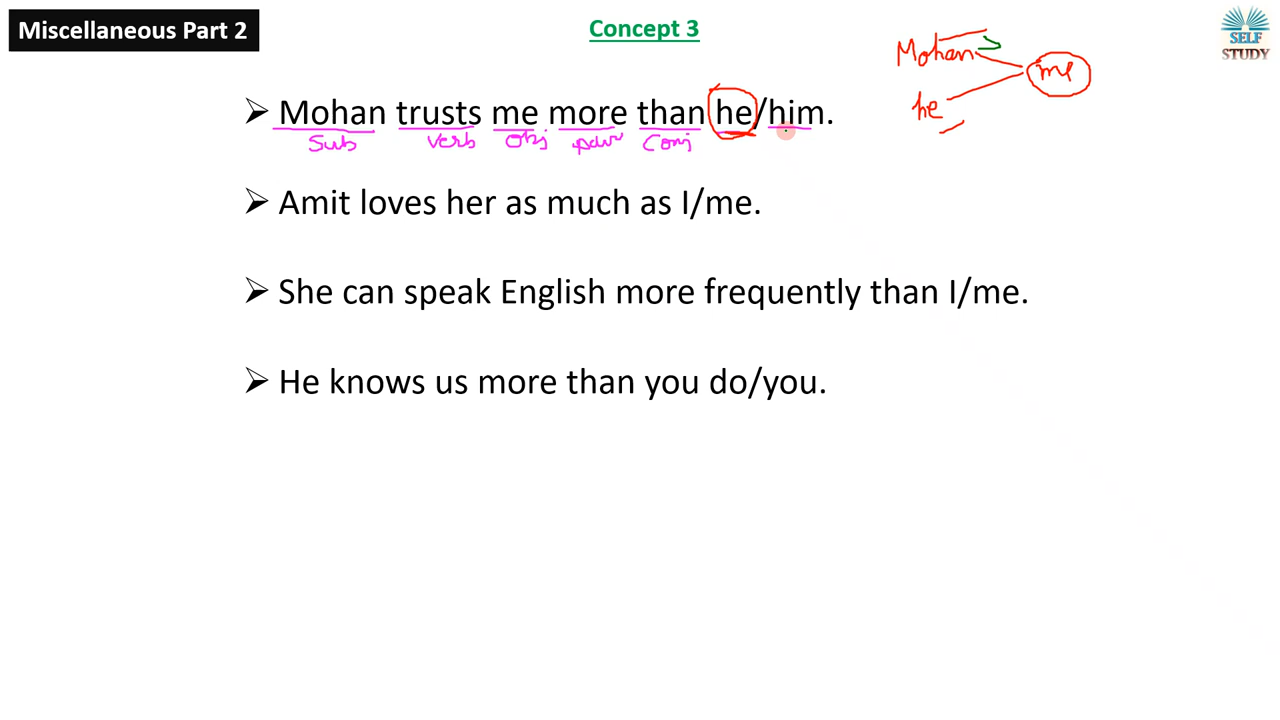 Miscellaneous Part 2
Concept 3
SELF
STUDY
Mohan
me
he
➤ Mohan trusts me more than he/him.
Sub Verb Obj Adv Conj
➤ Amit loves her as much as I/me.
➤ She can speak English more frequently than I/me.
➤ He knows us more than you do/you.